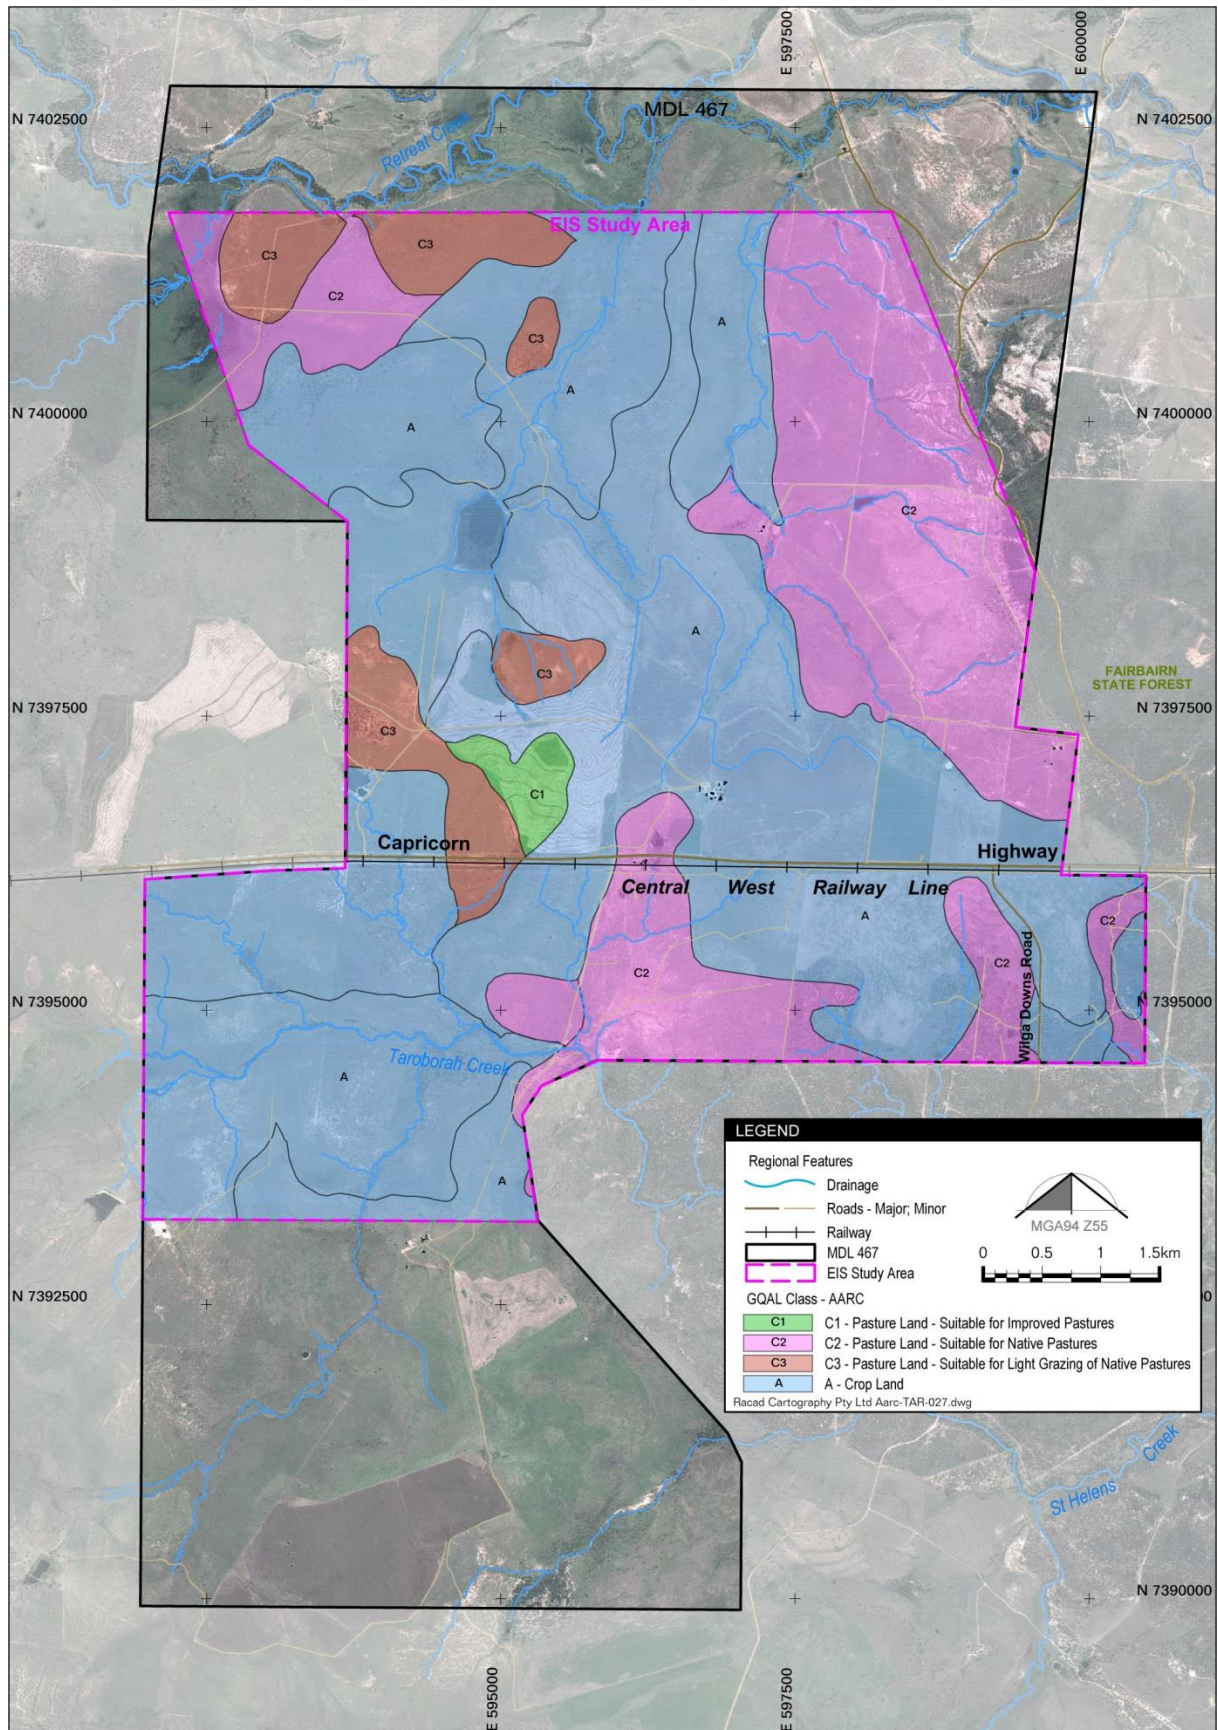 E 597500
E 600000
N 7402500
MDL 467
N 7402500
Retreat Creek
EIS Study Area
C3
C3
C2
A
C3
A
A
N 7400000
N 7400000
C2
A
C3
FAIRBAIRN
STATE FOREST
N 7397500
N 7397500
C3
C1
Capricorn
Highway
Central West Railway Line
A
C2
C2
C2
Wilga Downs Road
N 7395000
N 7395000
Taroborah Creek
A
A
LEGEND
Regional Features
Drainage
Roads - Major; Minor
Railway
MDL 467
EIS Study Area
MGA94 Z55
0 0.5 1 1.5km
N 7392500
GQAL Class - AARC
C1 C1 - Pasture Land - Suitable for Improved Pastures
C2 C2 - Pasture Land - Suitable for Native Pastures
C3 C3 - Pasture Land - Suitable for Light Grazing of Native Pastures
A A - Crop Land
Racad Cartography Pty Ltd Aarc-TAR-027.dwg
St Helens Creek
N 7390000
E 595000
E 597500